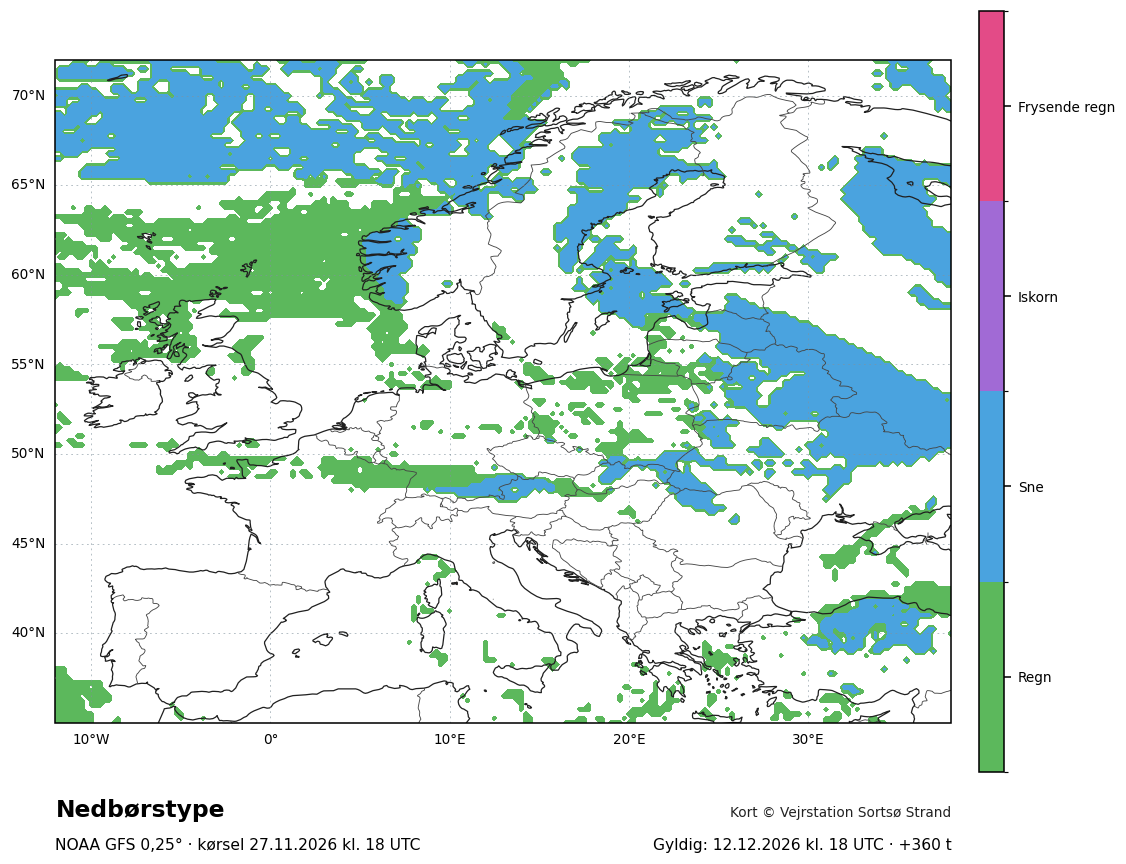 70°N
65°N
60°N
55°N
50°N
45°N
40°N
10°W
0°
10°E
20°E
30°E
Frysende regn
Iskorn
Sne
Regn
Nedbørstype
Kort © Vejrstation Sortsø Strand
NOAA GFS 0,25° · kørsel 27.11.2026 kl. 18 UTC
Gyldig: 12.12.2026 kl. 18 UTC · +360 t